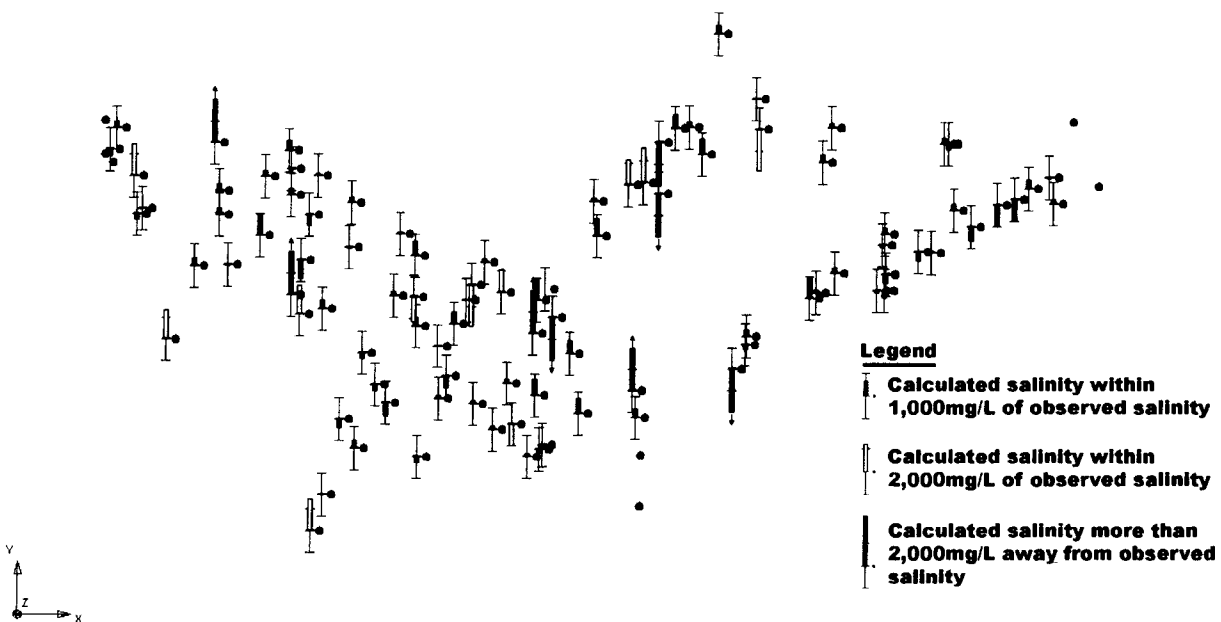 Legend
Calculated salinity within
1,000mg/L of observed salinity
Calculated salinity within
2,000mg/L of observed salinity
Calculated salinity more than
2,000mg/L away from observed
salinity
Y
Z
X